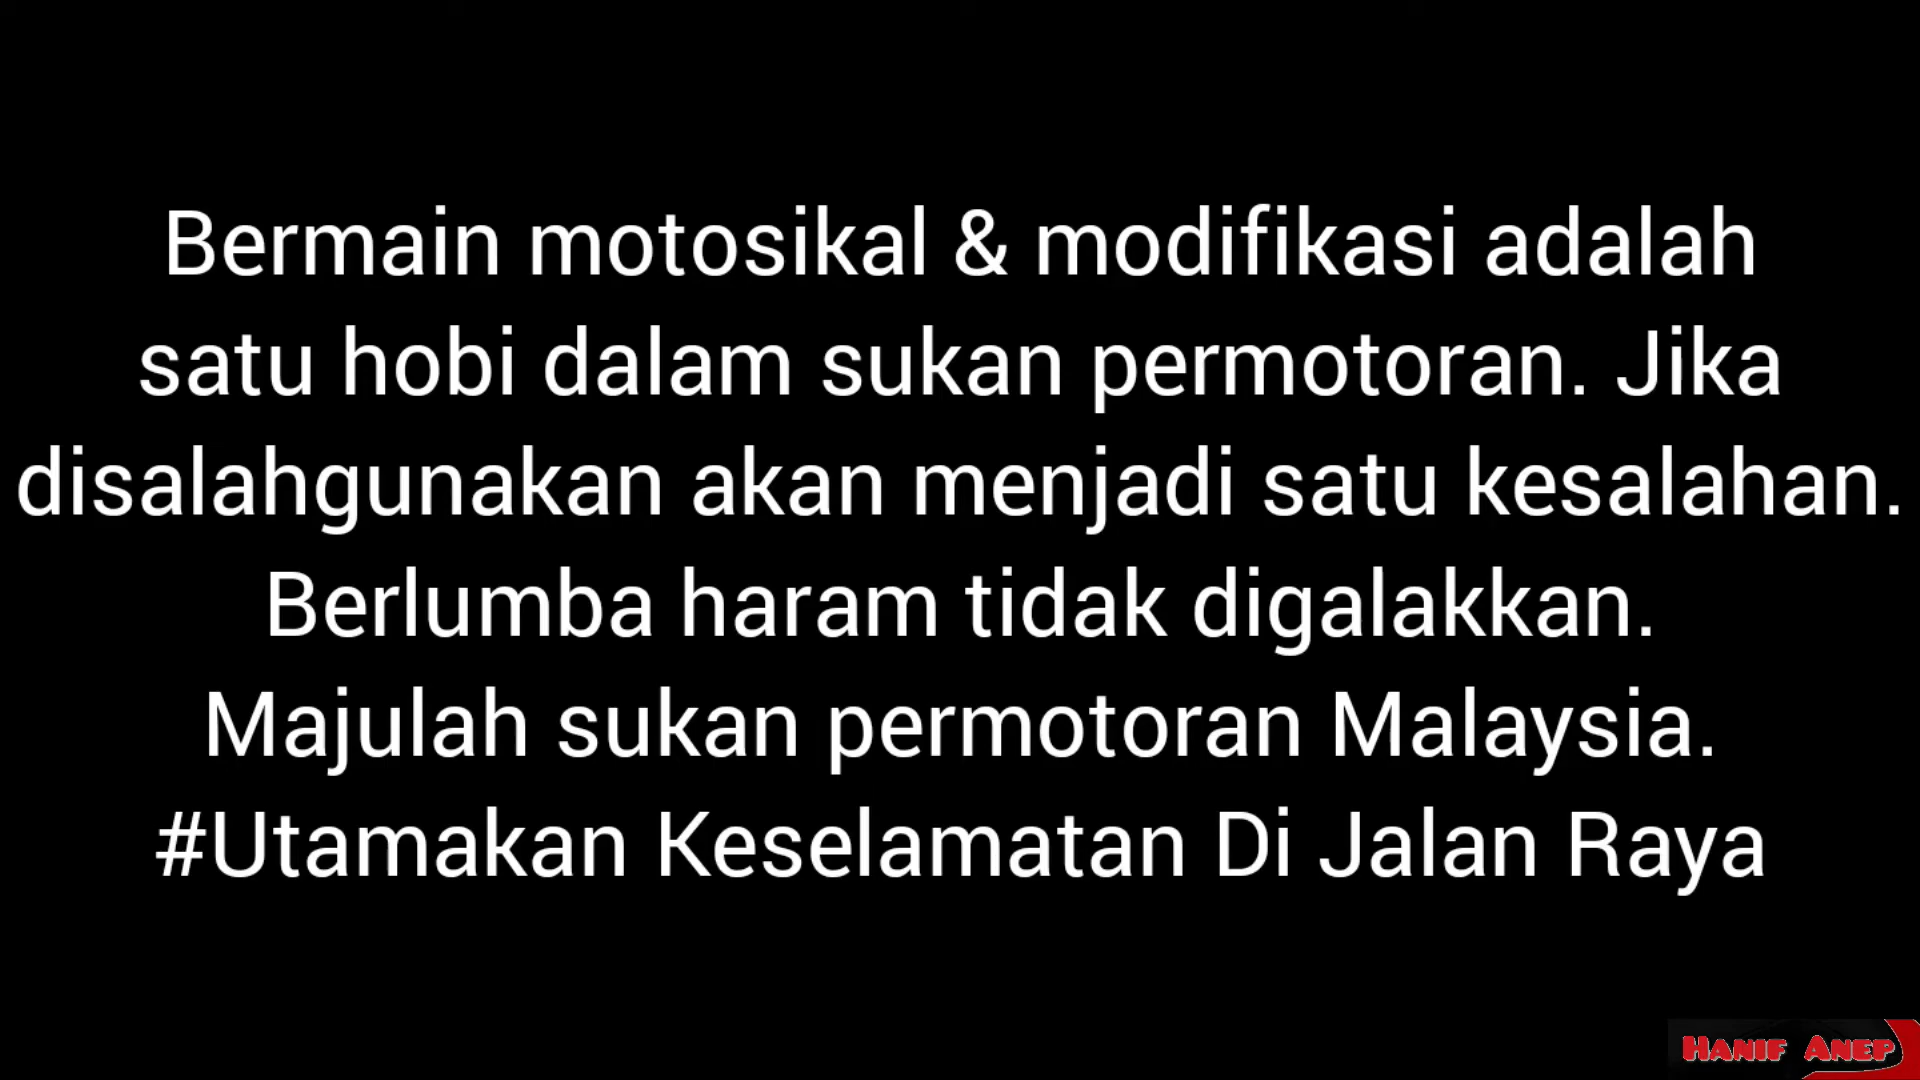 Bermain motosikal & modifikasi adalah
satu hobi dalam sukan permotoran. Jika
disalahgunakan akan menjadi satu kesalahan.
Berlumba haram tidak digalakkan.
Majulah sukan permotoran Malaysia.
#Utamakan Keselamatan Di Jalan Raya
Hanif Anep